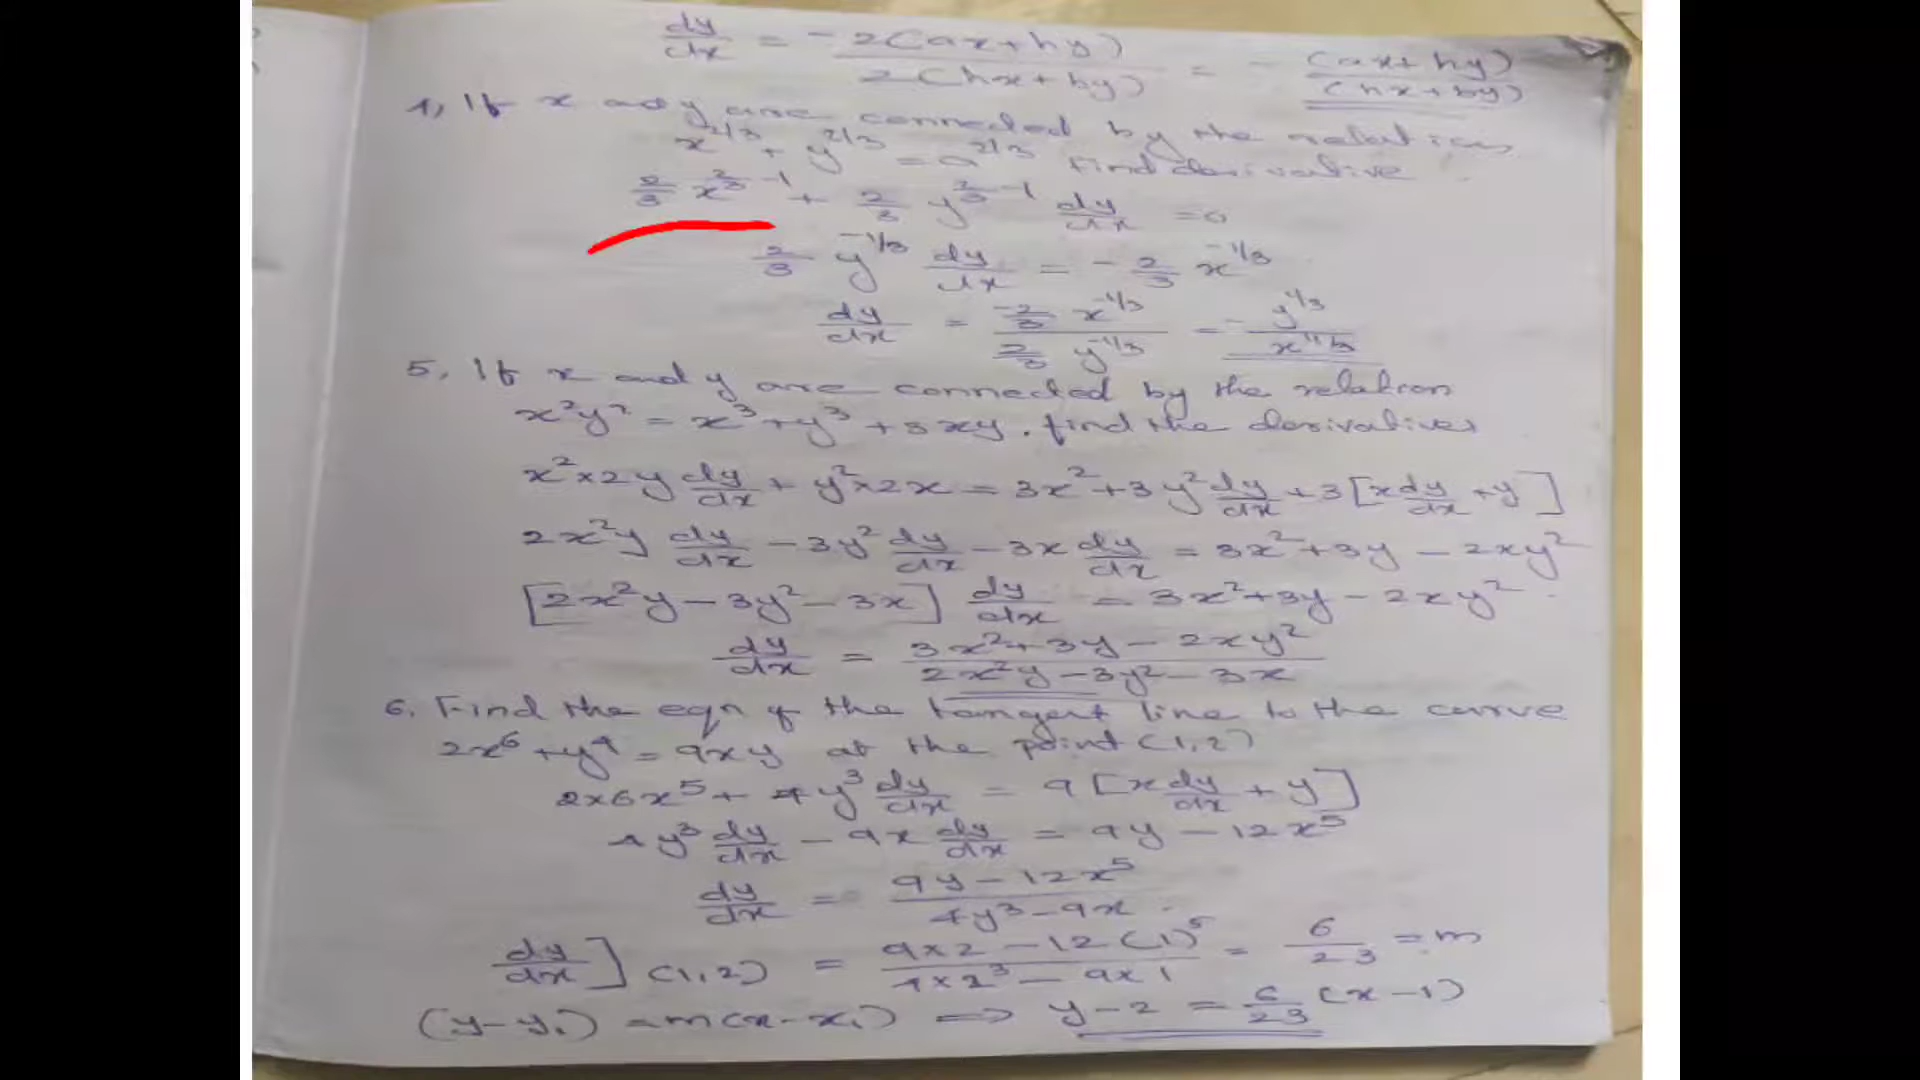 dy/dx = -2(ax+hy)/2(hx+by) = -(ax+hy)/(hx+by)
4, If x and y are connected by the relation
x^2/3 + y^2/3 = a^2/3 find derivative
2/3 x^(2/3 -1) + 2/3 y^(2/3 -1) dy/dx = 0
2/3 y^-1/3 dy/dx = -2/3 x^-1/3
dy/dx = (-2/3 x^-1/3)/(2/3 y^-1/3) = - y^1/3 / x^1/3
5, If x and y are connected by the relation
x²y² = x³+y³+3xy. find the derivatives
x²×2y dy/dx + y²×2x = 3x²+3y² dy/dx + 3[x dy/dx + y]
2x²y dy/dx - 3y² dy/dx - 3x dy/dx = 3x²+3y - 2xy²
[2x²y - 3y² - 3x] dy/dx = 3x²+3y - 2xy²
dy/dx = (3x²+3y - 2xy²)/(2x²y - 3y² - 3x)
6. Find the eqn of the tangent line to the curve
2x⁶ + y⁴ = 9xy at the point (1,2)
2×6x⁵ + 4y³ dy/dx = 9[x dy/dx + y]
4y³ dy/dx - 9x dy/dx = 9y - 12x⁵
dy/dx = (9y - 12x⁵)/(4y³ - 9x)
dy/dx](1,2) = (9×2 - 12(1)⁵)/(4×2³ - 9×1) = 6/23 = m
(y-y₁) = m(x-x₁) ⇒ y-2 = 6/23 (x-1)